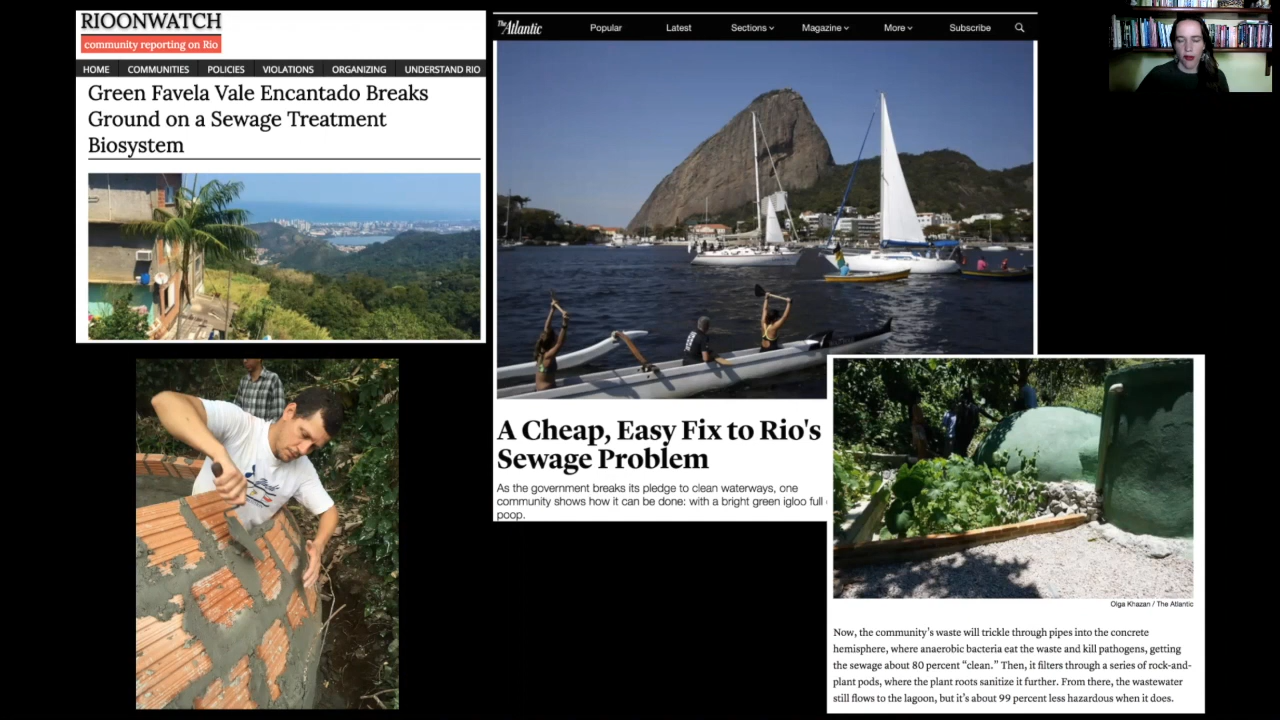 RIOONWATCH
community reporting on Rio
HOME COMMUNITIES POLICIES VIOLATIONS ORGANIZING UNDERSTAND RIO
Green Favela Vale Encantado Breaks
Ground on a Sewage Treatment
Biosystem
The Atlantic Popular Latest Sections Magazine More Subscribe
A Cheap, Easy Fix to Rio's
Sewage Problem
As the government breaks its pledge to clean waterways, one
community shows how it can be done: with a bright green igloo full
poop.
Olga Khazan / The Atlantic
Now, the community's waste will trickle through pipes into the concrete
hemisphere, where anaerobic bacteria eat the waste and kill pathogens, getting
the sewage about 80 percent “clean.” Then, it filters through a series of rock-and-
plant pods, where the plant roots sanitize it further. From there, the wastewater
still flows to the lagoon, but it's about 99 percent less hazardous when it does.